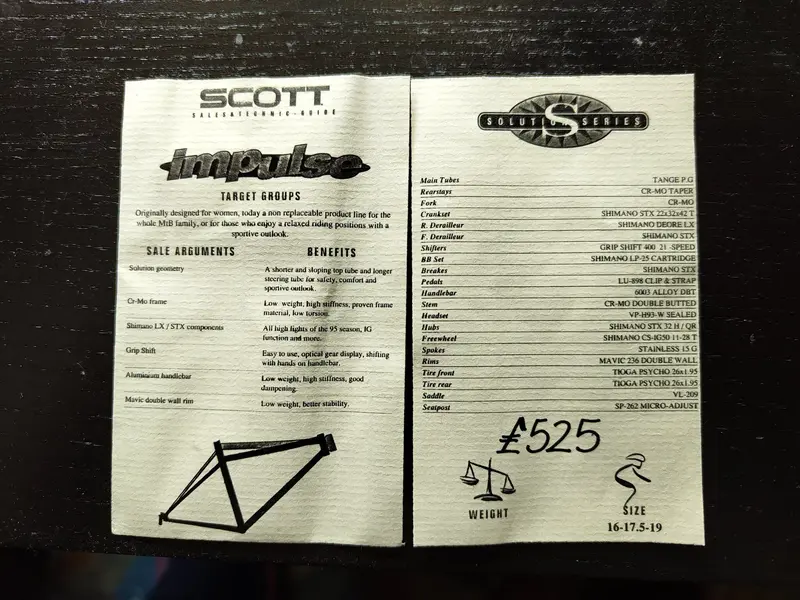 SCOTT
SALES&TECHNIC-GUIDE
impulse
TARGET GROUPS
Originally designed for women, today a non replaceable product line for the
whole MtB family, or for those who enjoy a relaxed riding positions with a
sportive outlook.
SALE ARGUMENTS BENEFITS
Solution geometry A shorter and sloping top tube and longer
steering tube for safety, comfort and
sportive outlook.
Cr-Mo frame Low weight, high stiffness, proven frame
material, low torsion.
Shimano LX / STX components All high lights of the 95 season, IG
function and more.
Grip Shift Easy to use, optical gear display, shifting
with hands on handlebar.
Aluminium handlebar Low weight, high stiffness, good
dampening.
Mavic double wall rim Low weight, better stability.
SOLUTION SERIES
S
Main Tubes TANGE P.G
Rearstays CR-MO TAPER
Fork CR-MO
Crankset SHIMANO STX 22x32x42 T
R. Derailleur SHIMANO DEORE LX
F. Derailleur SHIMANO STX
Shifters GRIP SHIFT 400 21 -SPEED
BB Set SHIMANO LP-25 CARTRIDGE
Breakes SHIMANO STX
Pedals LU-898 CLIP & STRAP
Handlebar 6003 ALLOY DBT
Stem CR-MO DOUBLE BUTTED
Headset VP-H93-W SEALED
Hubs SHIMANO STX 32 H / QR
Freewheel SHIMANO CS-IG50 11-28 T
Spokes STAINLESS 15 G
Rims MAVIC 236 DOUBLE WALL
Tire front TIOGA PSYCHO 26x1.95
Tire rear TIOGA PSYCHO 26x1.95
Saddle VL-209
Seatpost SP-262 MICRO-ADJUST
£525
WEIGHT SIZE
16-17.5-19